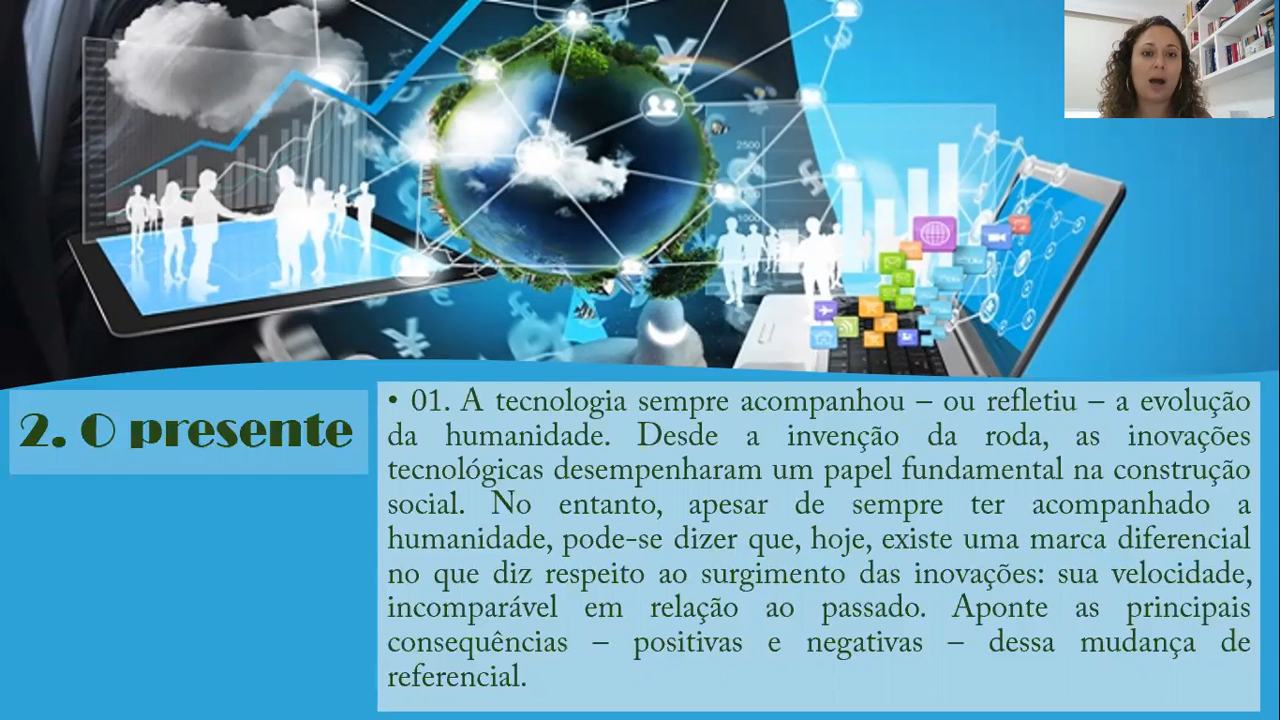 2500
1000
2. O presente
• 01. A tecnologia sempre acompanhou – ou refletiu – a evolução
da humanidade. Desde a invenção da roda, as inovações
tecnológicas desempenharam um papel fundamental na construção
social. No entanto, apesar de sempre ter acompanhado a
humanidade, pode-se dizer que, hoje, existe uma marca diferencial
no que diz respeito ao surgimento das inovações: sua velocidade,
incomparável em relação ao passado. Aponte as principais
consequências – positivas e negativas – dessa mudança de
referencial.